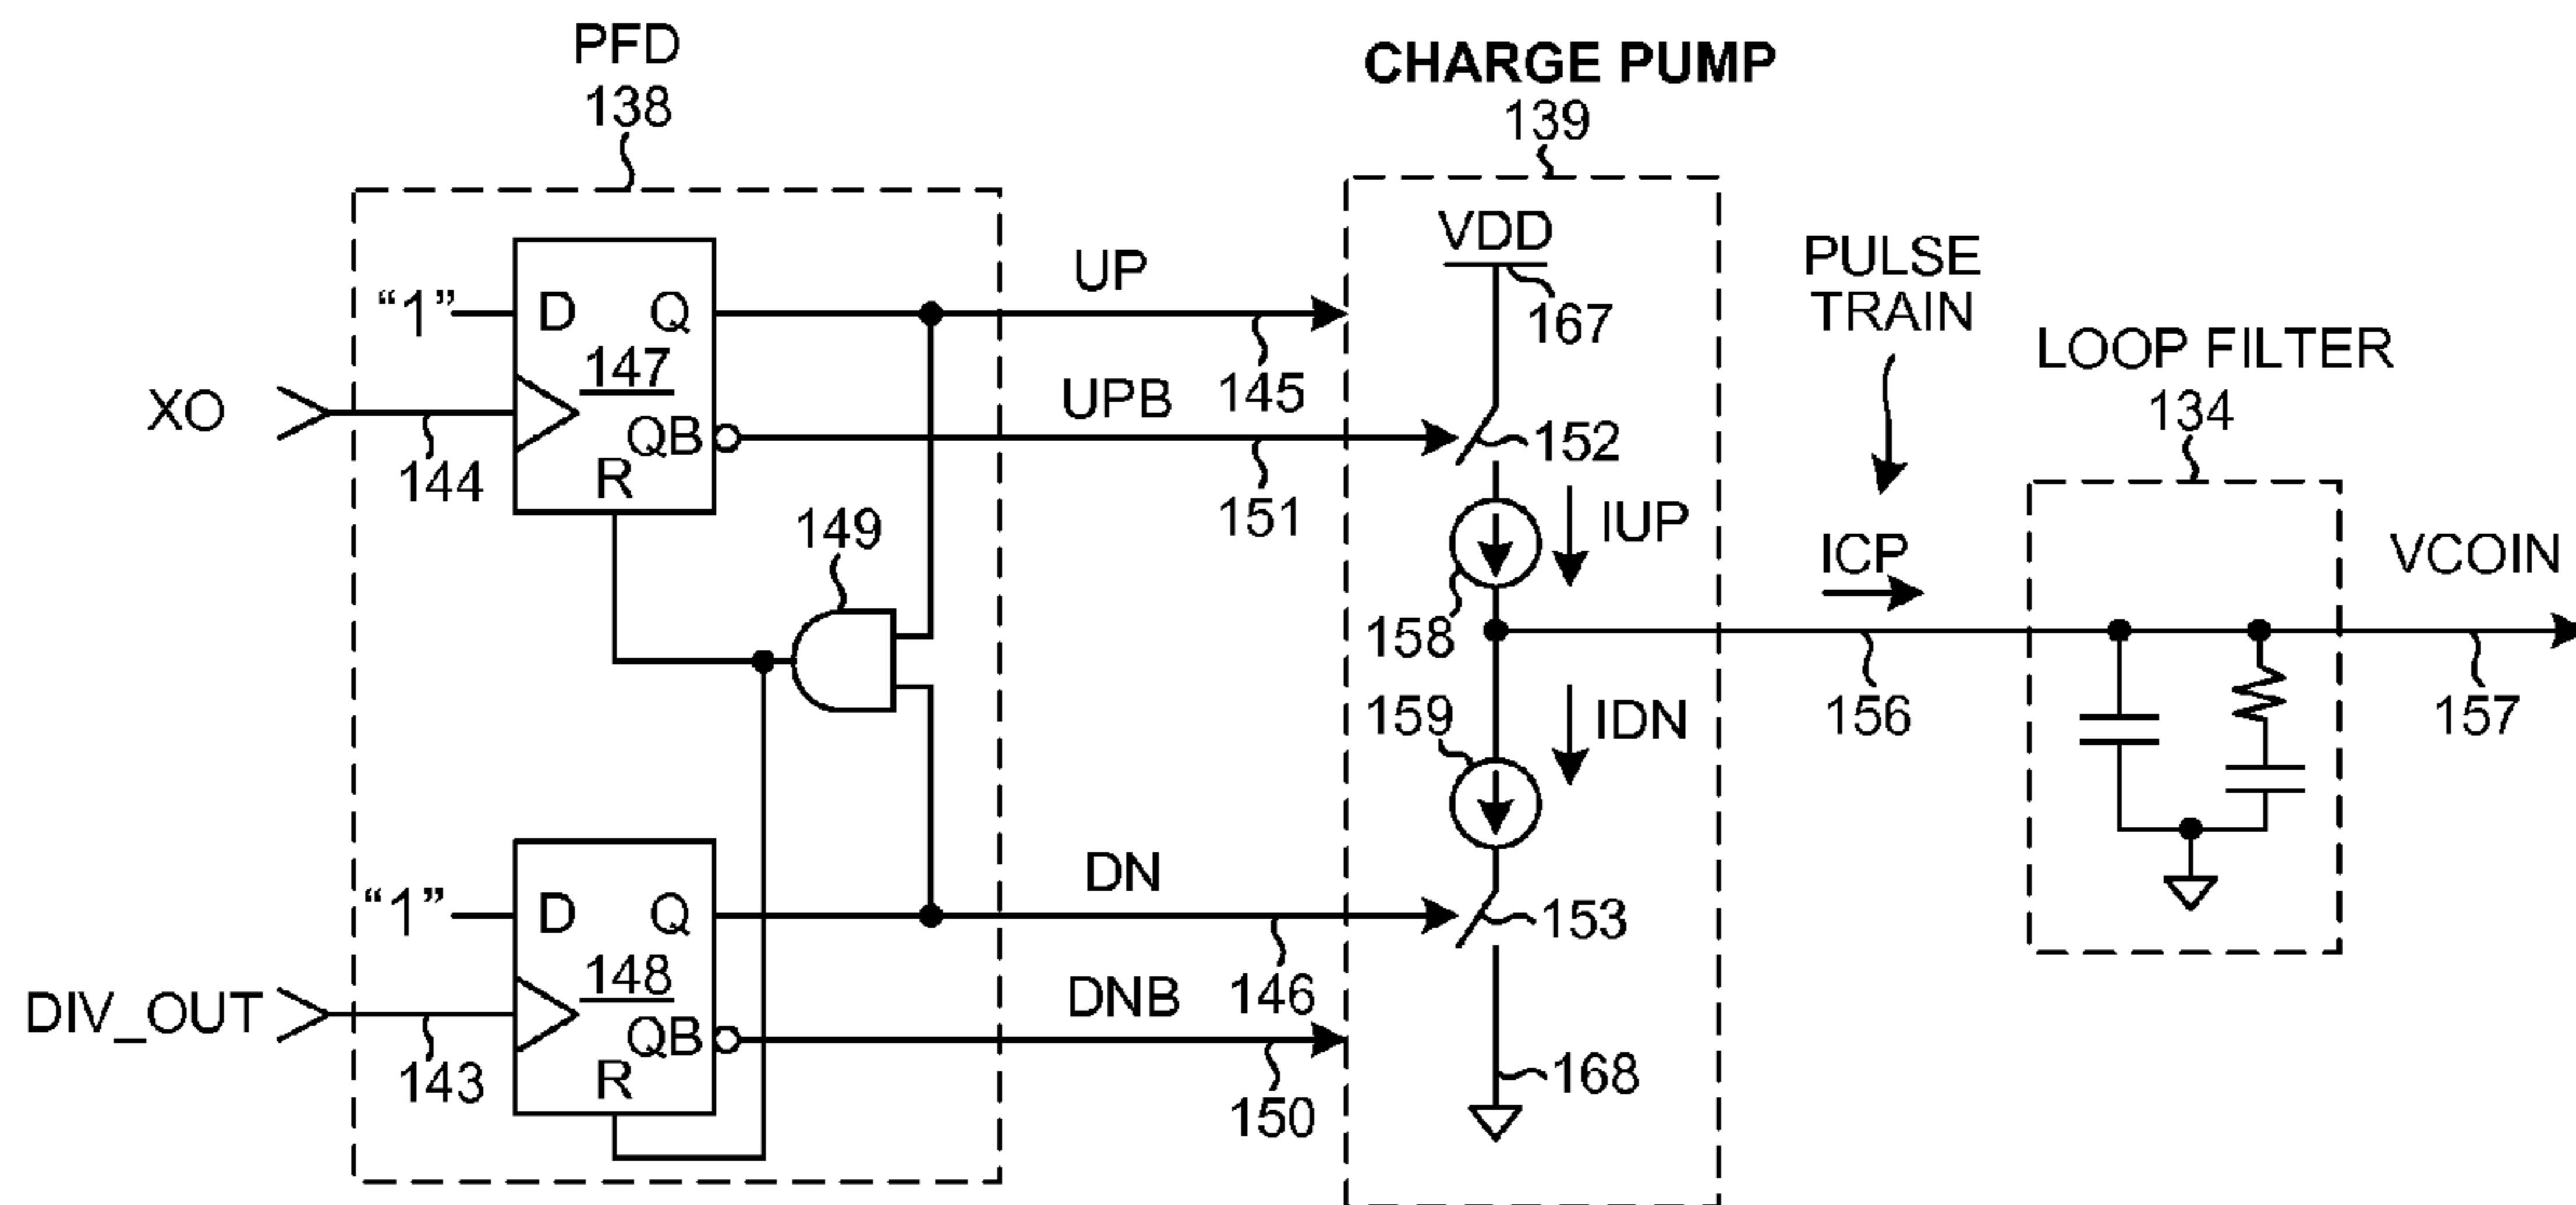 PFD
138
CHARGE PUMP
139
VDD
167
PULSE
TRAIN
LOOP FILTER
134
"1"
D
Q
147
QB
R
XO
144
UP
145
UPB
151
152
149
IUP
158
ICP
156
VCOIN
157
159
IDN
"1"
D
Q
148
QB
R
DIV_OUT
143
DN
146
DNB
150
153
168